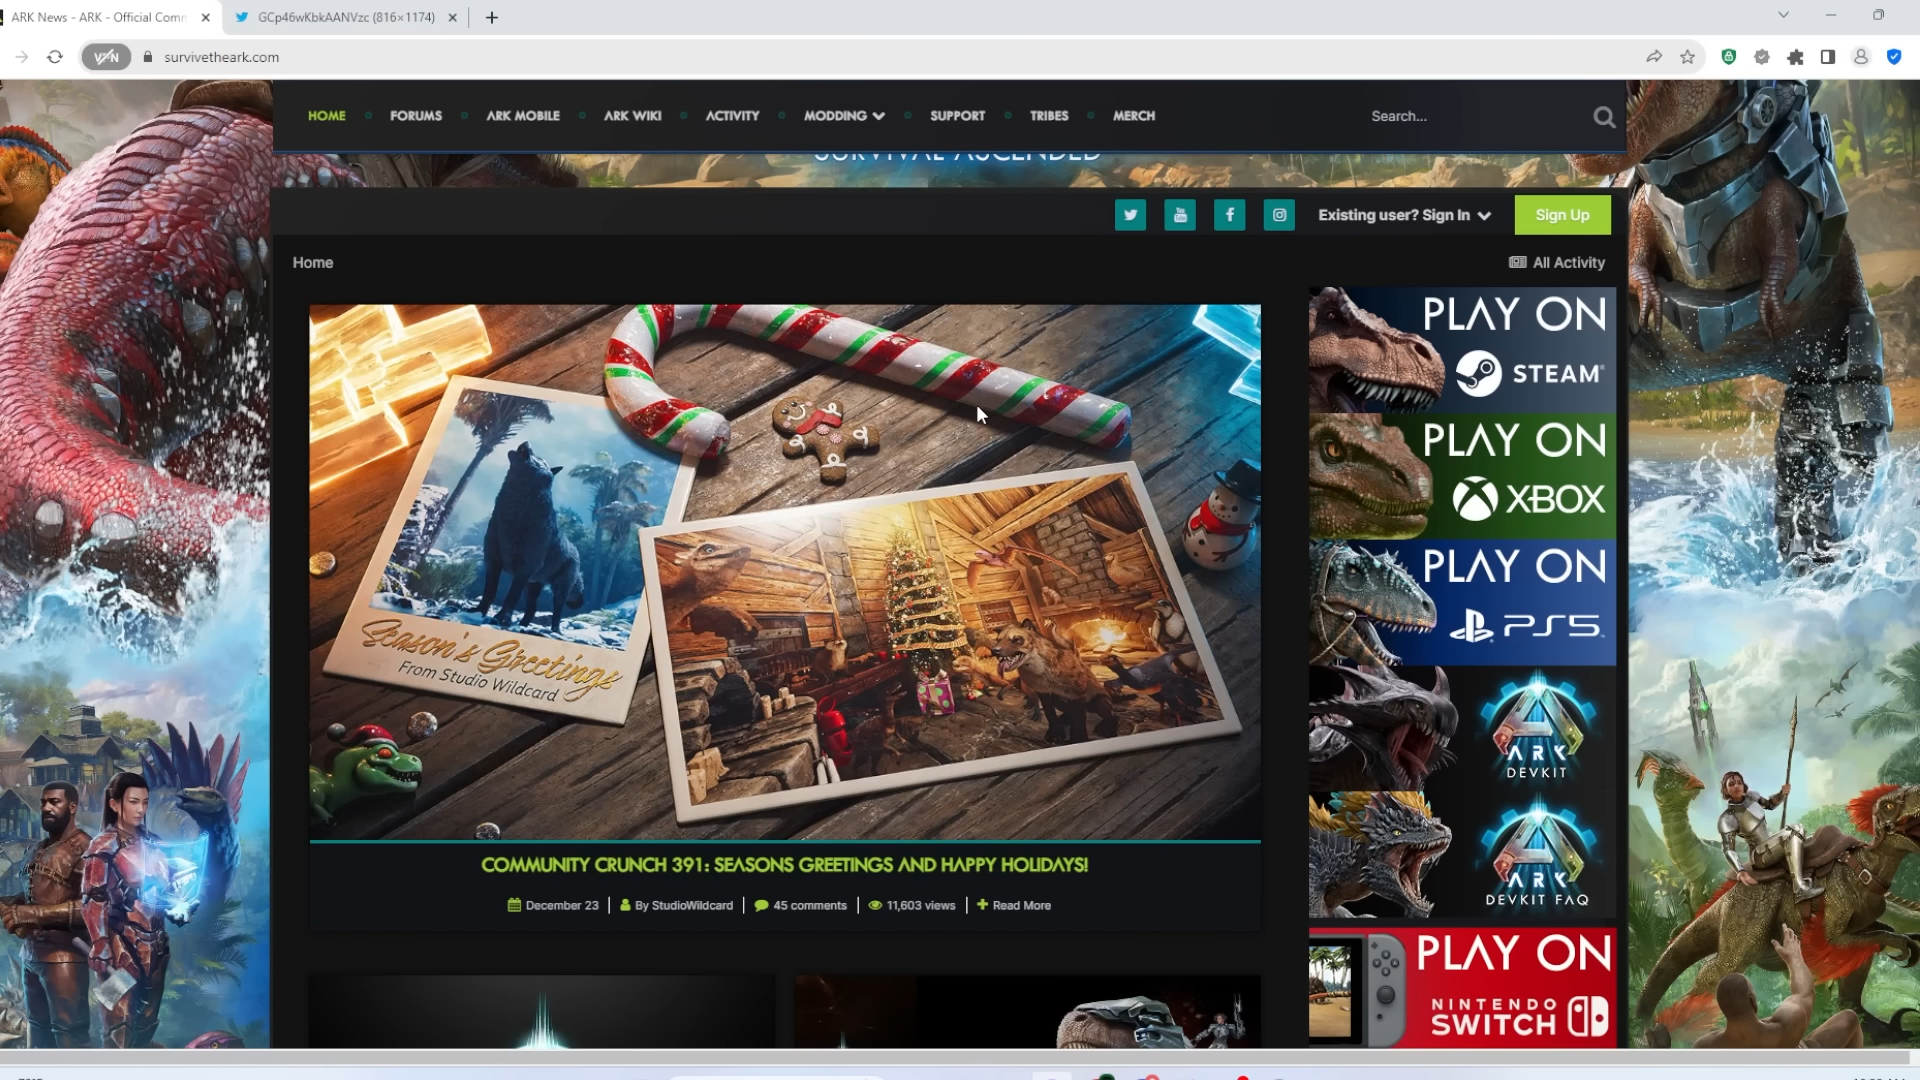 ARK News - ARK - Official Comm
GCp46wKbkAANVzc (816×1174)
VPN
survivetheark.com
HOME
FORUMS
ARK MOBILE
ARK WIKI
ACTIVITY
MODDING
SUPPORT
TRIBES
MERCH
Search...
SURVIVAL ASCENDED
Existing user? Sign In
Sign Up
Home
All Activity
Season's Greetings
From Studio Wildcard
COMMUNITY CRUNCH 391: SEASONS GREETINGS AND HAPPY HOLIDAYS!
December 23
By StudioWildcard
45 comments
11,603 views
Read More
PLAY ON
STEAM
PLAY ON
XBOX
PLAY ON
PS5
ARK
DEVKIT
ARK
DEVKIT FAQ
PLAY ON
NINTENDO
SWITCH